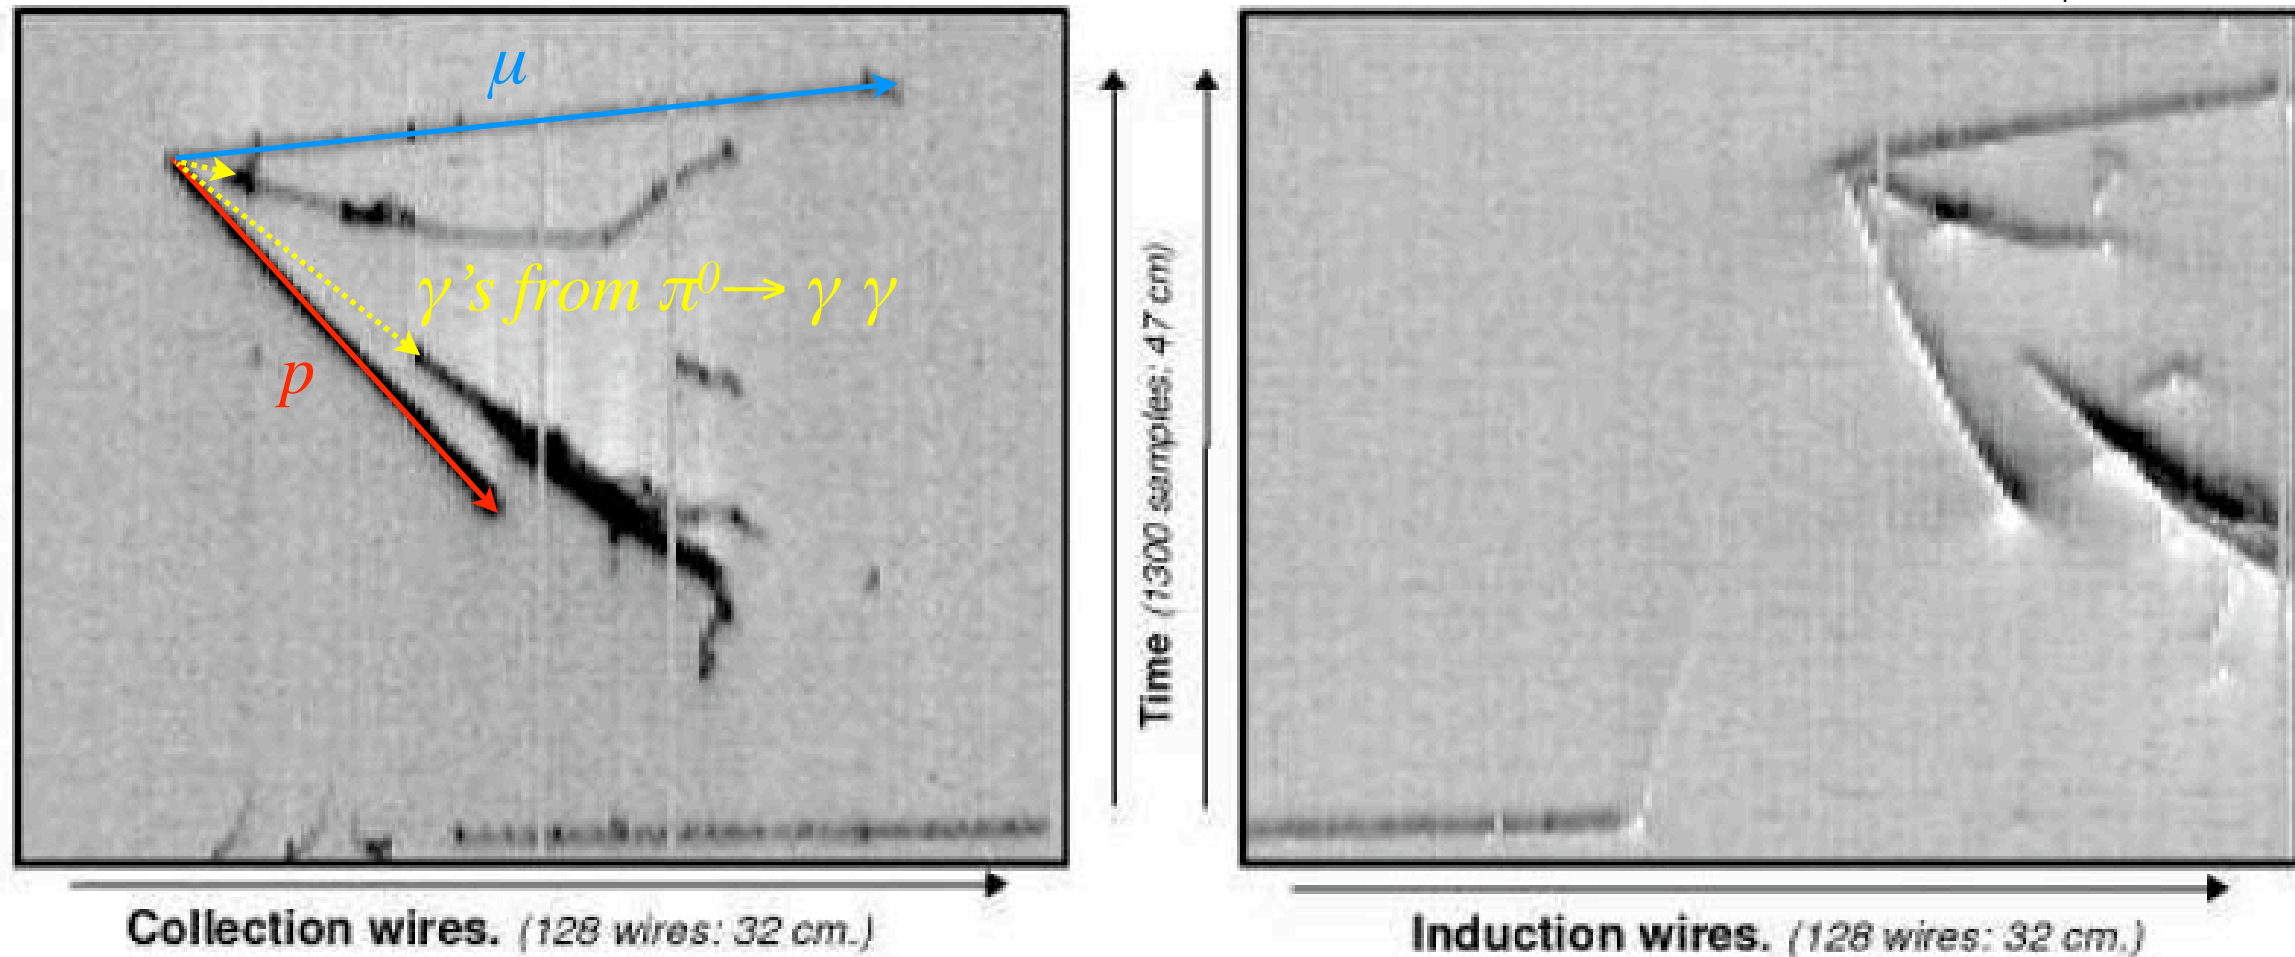 μ
γ's from π⁰→ γ γ
p
Time (1300 samples: 47 cm)
Collection wires. (128 wires: 32 cm.)
Induction wires. (128 wires: 32 cm.)